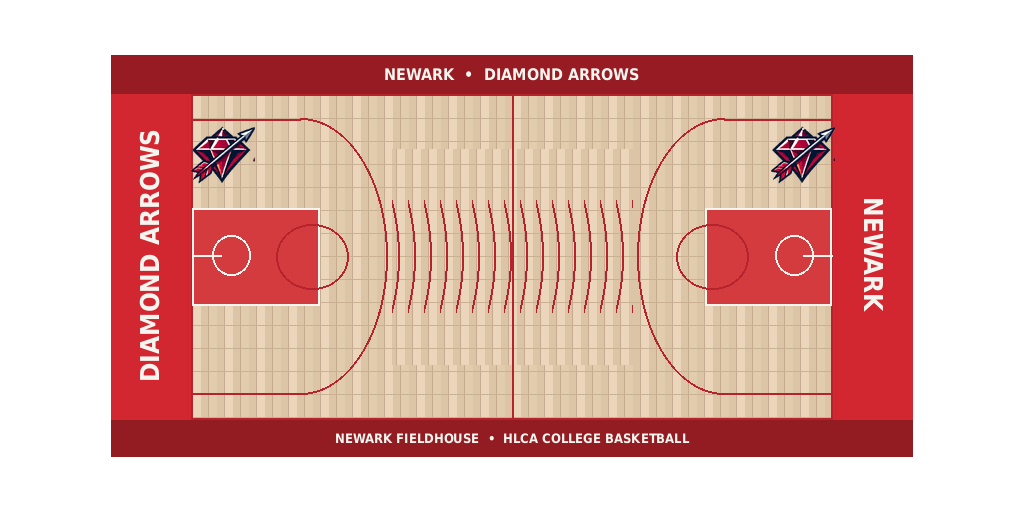 NEWARK • DIAMOND ARROWS
DIAMOND ARROWS
NEWARK
NEWARK FIELDHOUSE • HLCA COLLEGE BASKETBALL